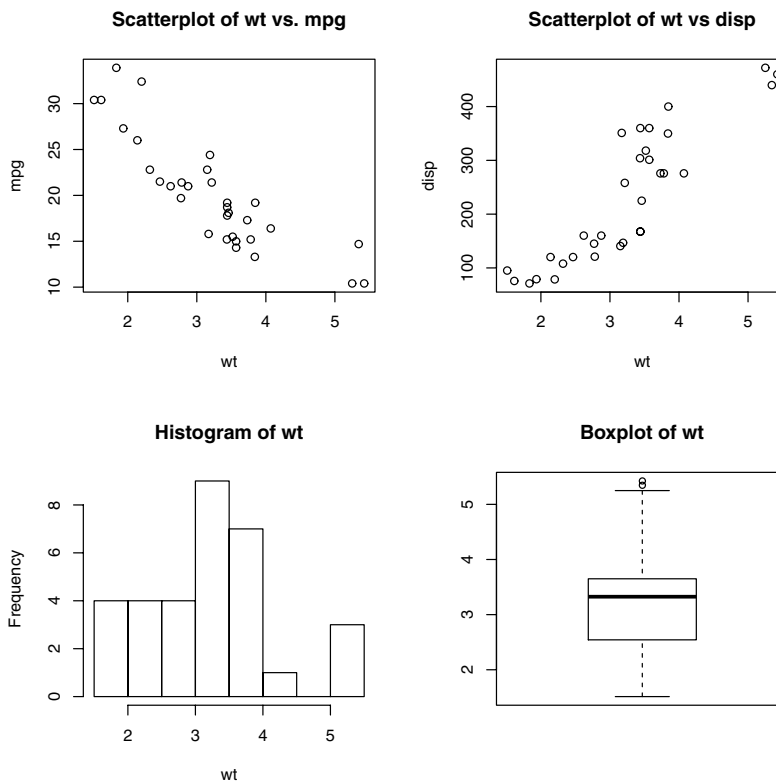 Scatterplot of wt vs. mpg
mpg
30
25
20
15
10
2 3 4 5
wt
Scatterplot of wt vs disp
disp
400
300
200
100
2 3 4 5
wt
Histogram of wt
Frequency
8
6
4
2
0
2 3 4 5
wt
Boxplot of wt
5
4
3
2